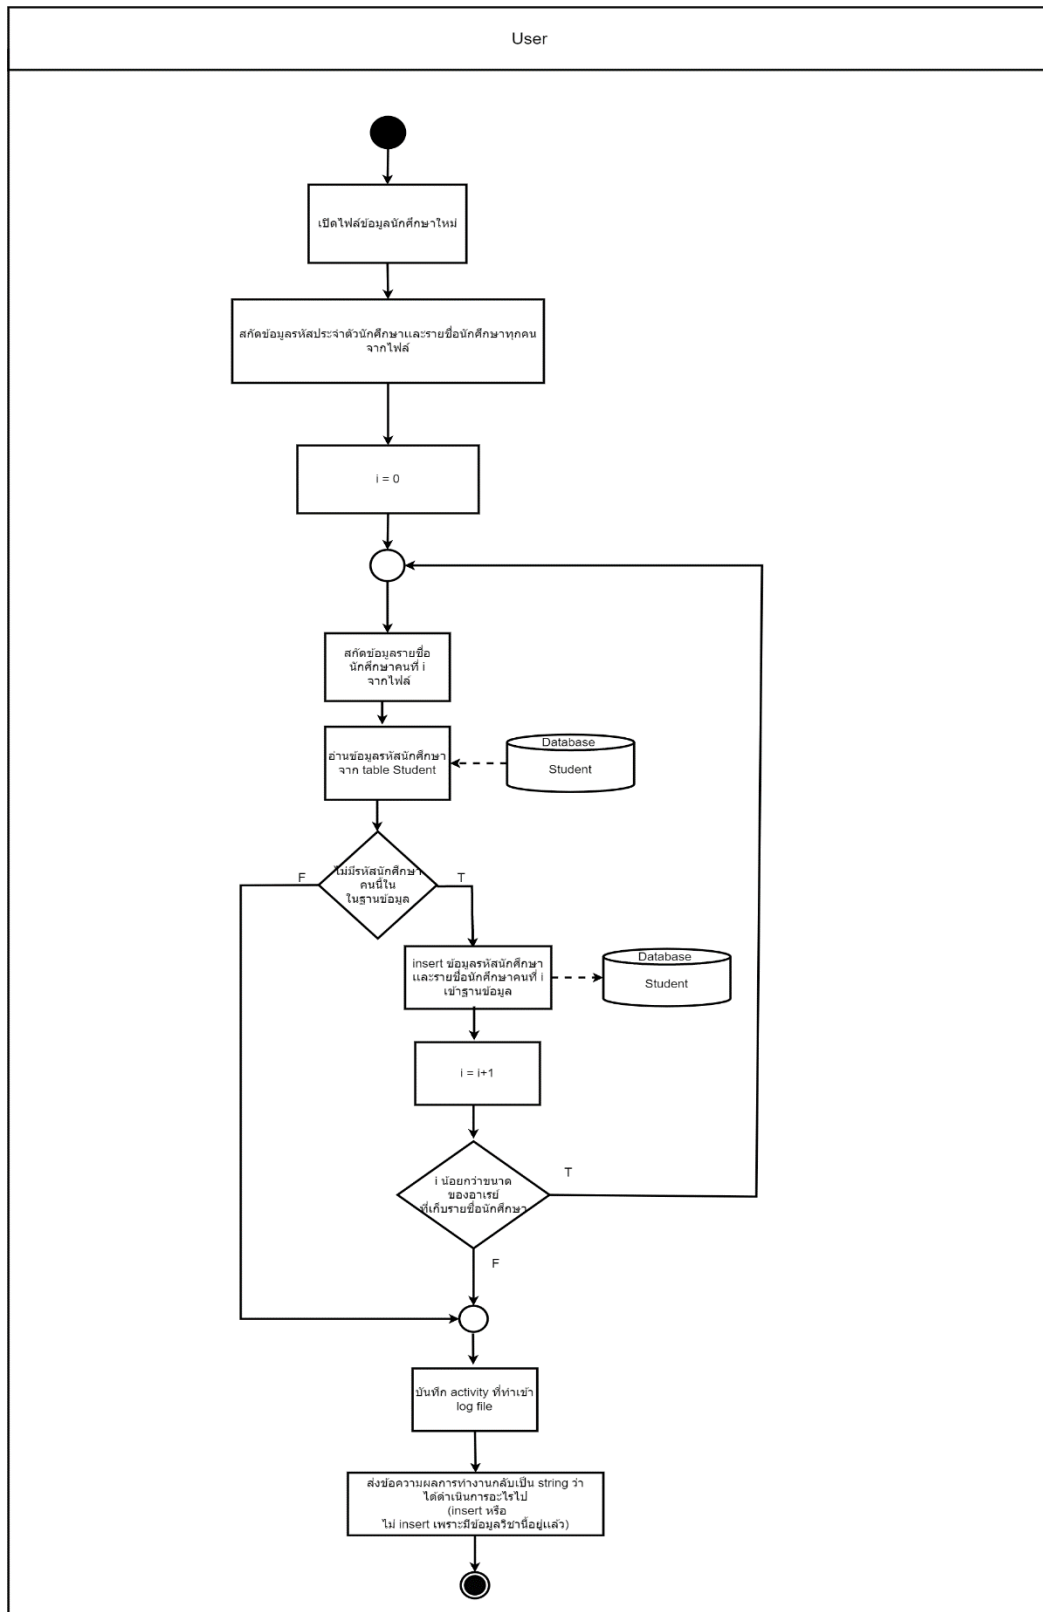 User
เปิดไฟล์ข้อมูลนักศึกษาใหม่
สกัดข้อมูลรหัสประจำตัวนักศึกษาและรายชื่อนักศึกษาทุกคน
จากไฟล์
i = 0
สกัดข้อมูลรายชื่อ
นักศึกษาคนที่ i
จากไฟล์
อ่านข้อมูลรหัสนักศึกษา
จาก table Student
Database
Student
ไม่มีรหัสนักศึกษา
คนนี้ใน
ในฐานข้อมูล
F
T
insert ข้อมูลรหัสนักศึกษา
และรายชื่อนักศึกษาคนที่ i
เข้าฐานข้อมูล
Database
Student
i = i+1
i น้อยกว่าขนาด
ของอาเรย์
ที่เก็บรายชื่อนักศึกษา
T
F
บันทึก activity ที่ทำเข้า
log file
ส่งข้อความผลการทำงานกลับเป็น string ว่า
ได้ดำเนินการอะไรไป
(insert หรือ
ไม่ insert เพราะมีข้อมูลวิชานี้อยู่แล้ว)